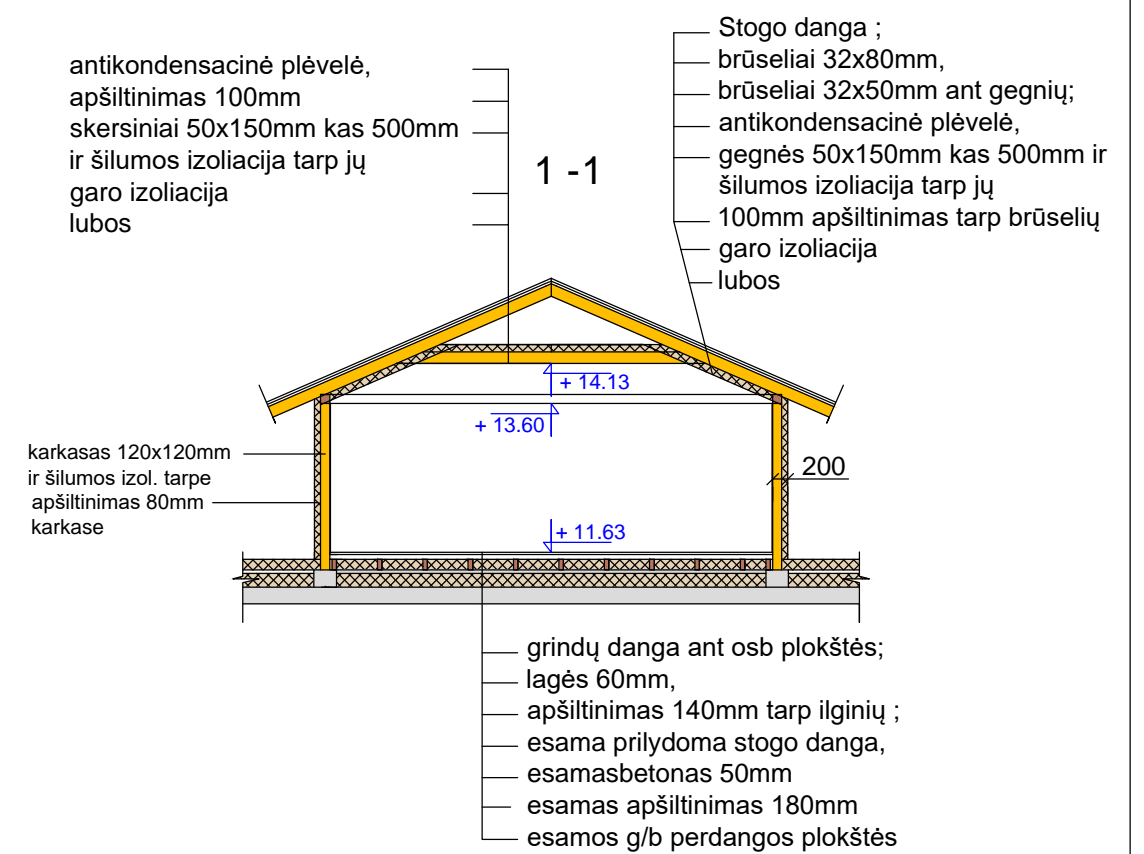 antikondensacinė plėvelė,
apšiltinimas 100mm
skersiniai 50x150mm kas 500mm
ir šilumos izoliacija tarp jų
garo izoliacija
lubos
1 -1
Stogo danga ;
brūseliai 32x80mm,
brūseliai 32x50mm ant gegnių;
antikondensacinė plėvelė,
gegnės 50x150mm kas 500mm ir
šilumos izoliacija tarp jų
100mm apšiltinimas tarp brūselių
garo izoliacija
lubos
+ 14.13
+ 13.60
karkasas 120x120mm
ir šilumos izol. tarpe
apšiltinimas 80mm
karkase
200
+ 11.63
grindų danga ant osb plokštės;
lagės 60mm,
apšiltinimas 140mm tarp ilginių ;
esama prilydoma stogo danga,
esamasbetonas 50mm
esamas apšiltinimas 180mm
esamos g/b perdangos plokštės